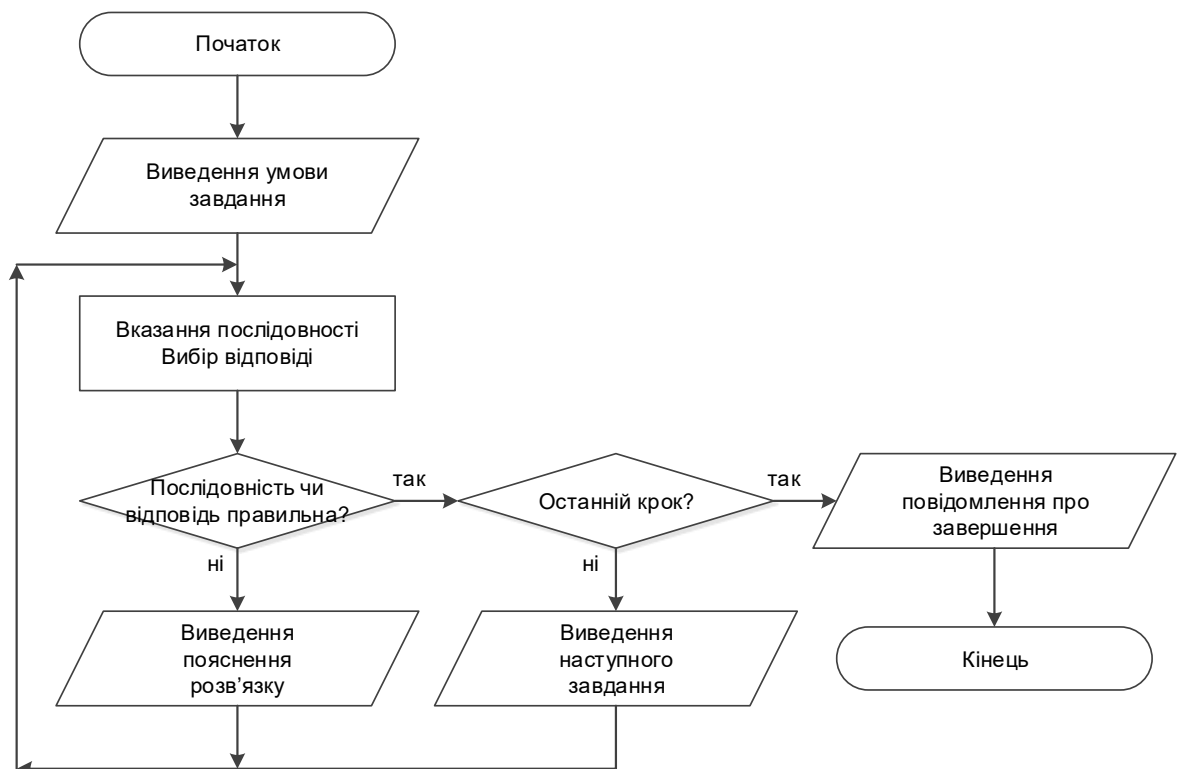 Початок
Виведення умови
завдання
Вказання послідовності
Вибір відповіді
Послідовність чи
відповідь правильна?
так
Останній крок?
так
Виведення
повідомлення про
завершення
ні
ні
Виведення
пояснення
розв’язку
Виведення
наступного
завдання
Кінець